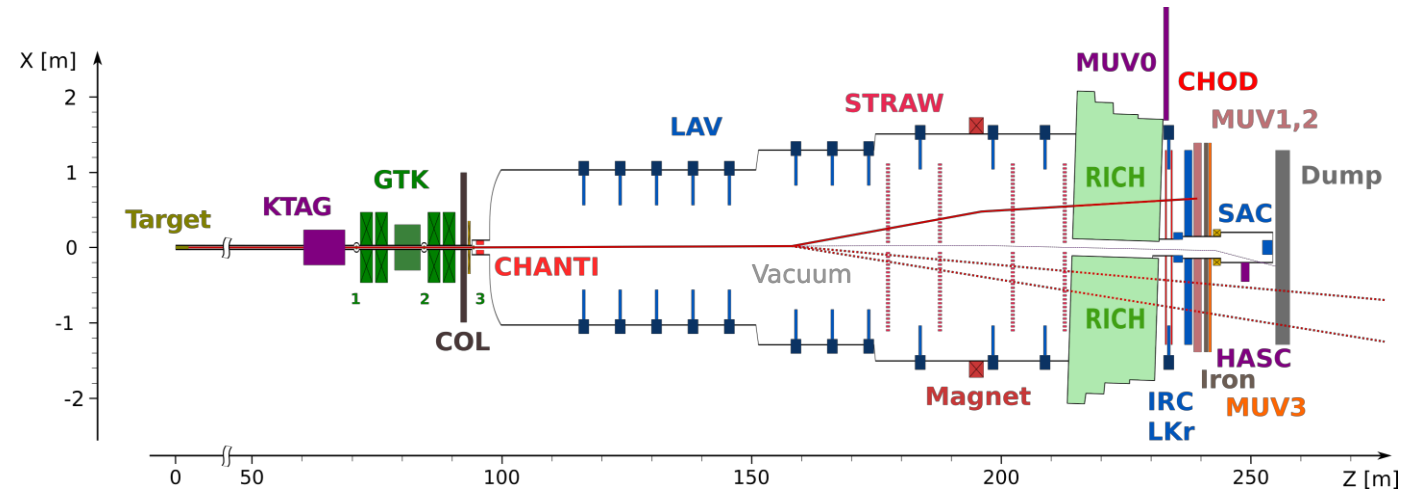 X [m]
2
1
0
-1
-2
Target
KTAG
GTK
1
2
3
COL
CHANTI
LAV
Vacuum
STRAW
Magnet
RICH
RICH
MUV0
CHOD
MUV1,2
SAC
Dump
HASC
Iron
MUV3
IRC
LKr
0
50
100
150
200
250
Z [m]